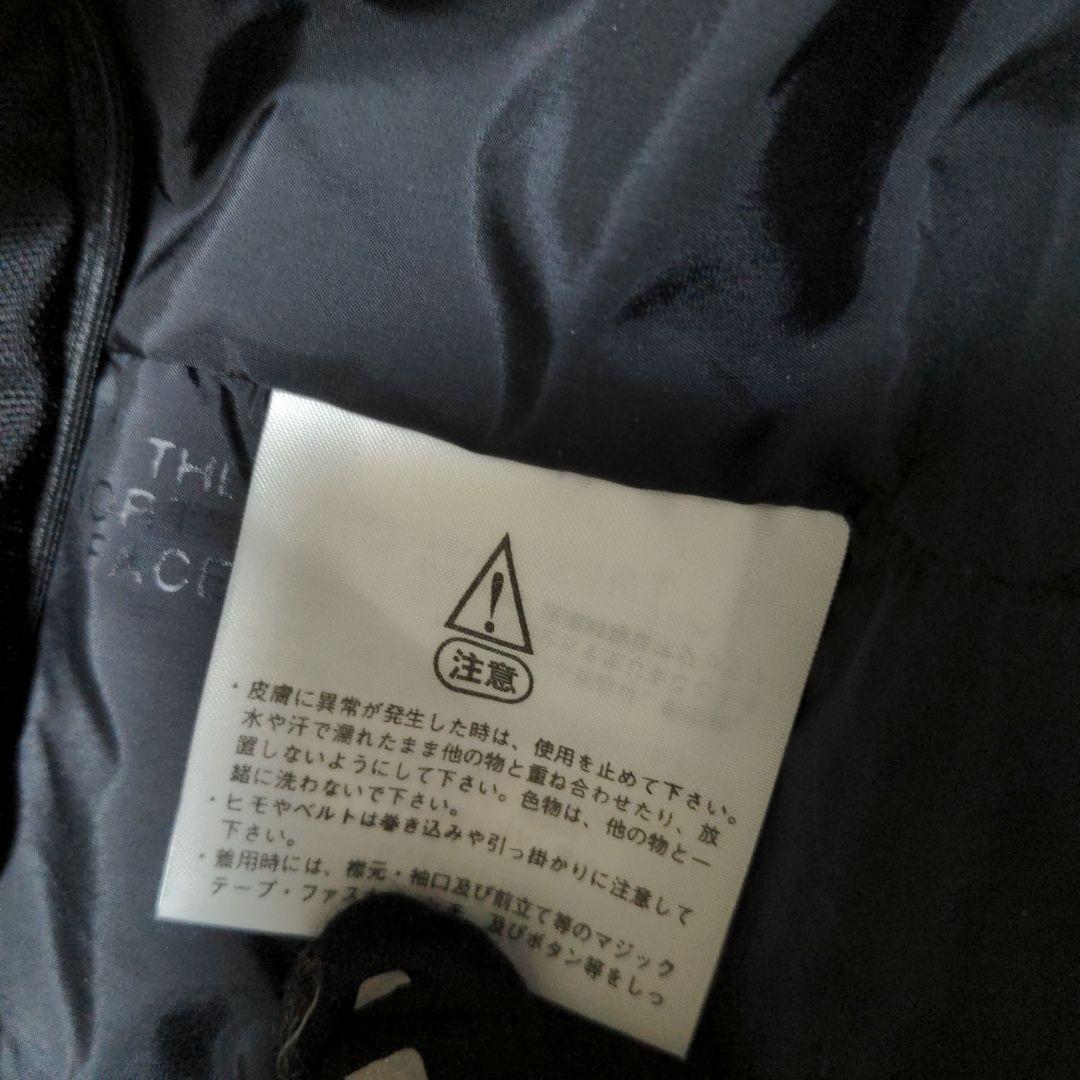 THE
FACE
注意
・皮膚に異常が発生した時は、使用を止めて下さい。
水や汗で濡れたまま他の物と重ね合わせたり、放
置しないようにして下さい。色物は、他の物と一
緒に洗わないで下さい。
・ヒモやベルトは巻き込みや引っ掛かりに注意して
下さい。
・着用時には、襟元・袖口及び前立て等のマジック
テープ・ファス 及びボタン等をしっ